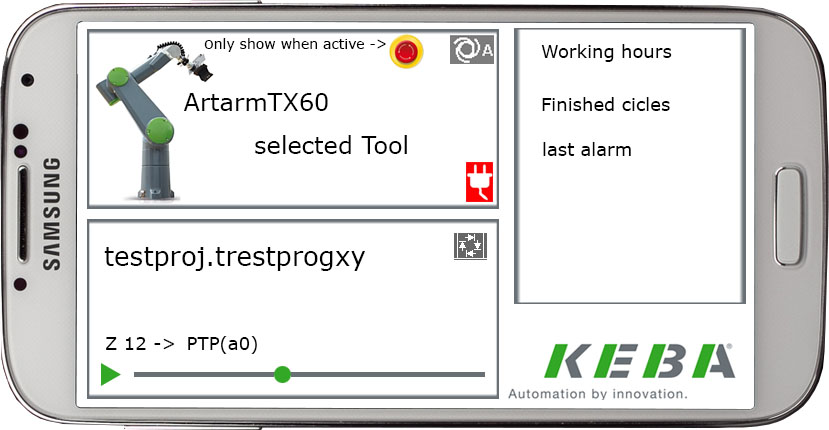 SAMSUNG
Only show when active ->
A
ArtarmTX60
selected Tool
testproj.trestprogxy
Z 12 -> PTP(a0)
Working hours
Finished cicles
last alarm
KEBA®
Automation by innovation.